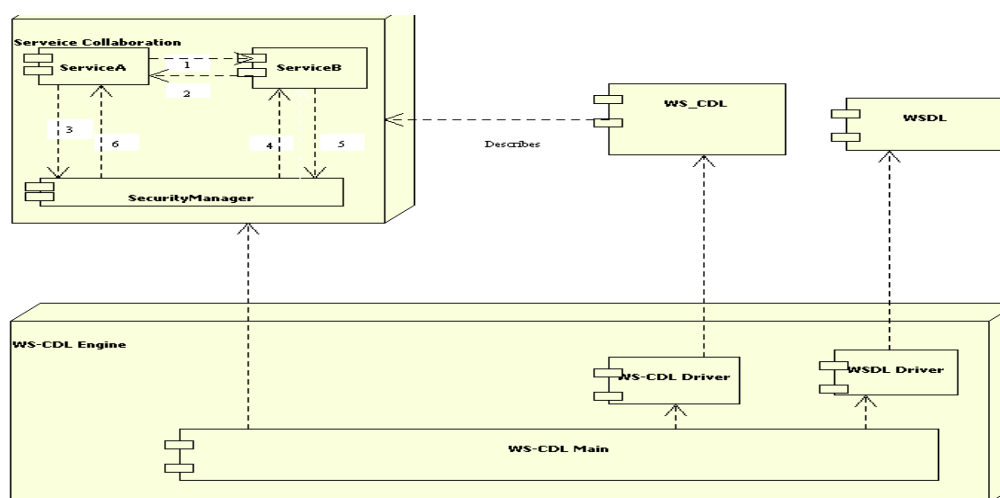 Serveice Collaboration
ServiceA
1
ServiceB
2
3
6
4
5
SecurityManager
Describes
WS_CDL
WSDL
WS-CDL Engine
WS-CDL Driver
WSDL Driver
WS-CDL Main